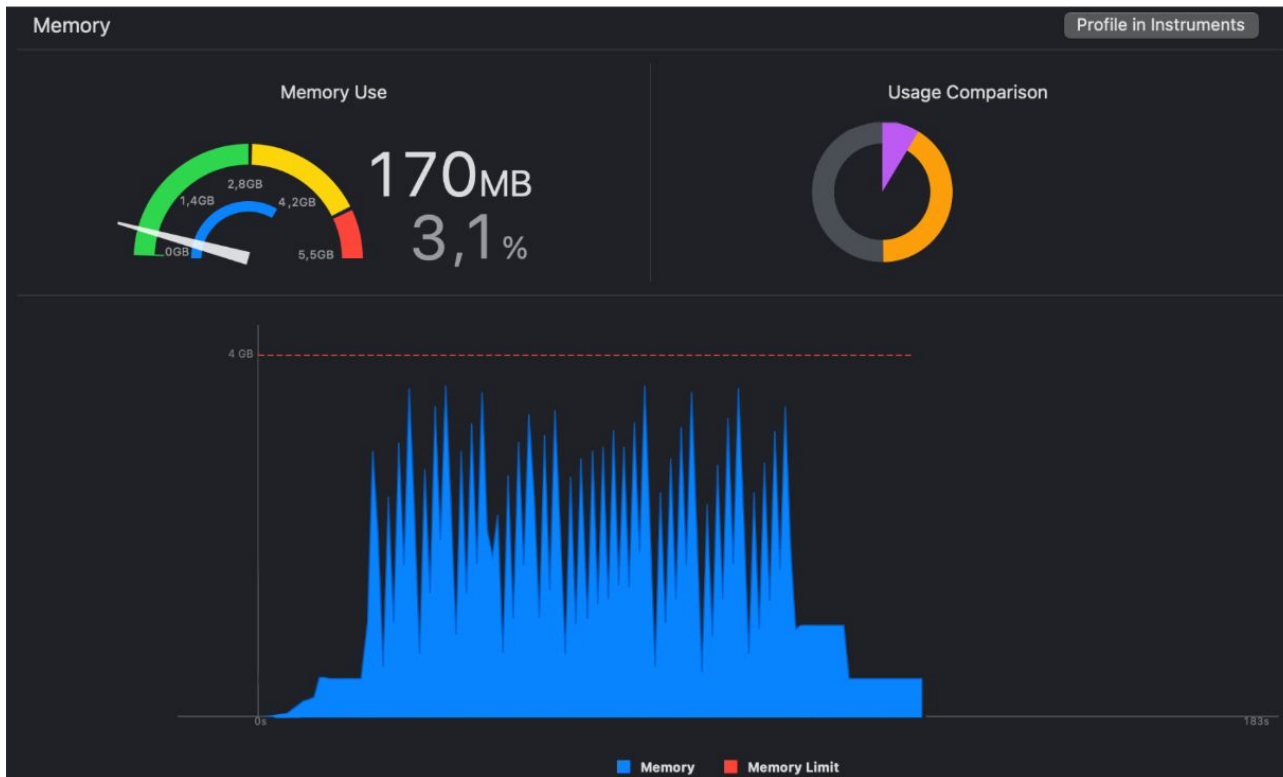 Memory
Profile in Instruments
Memory Use
Usage Comparison
170MB
3,1%
0GB
1,4GB
2,8GB
4,2GB
5,5GB
4 GB
0s
183s
Memory
Memory Limit